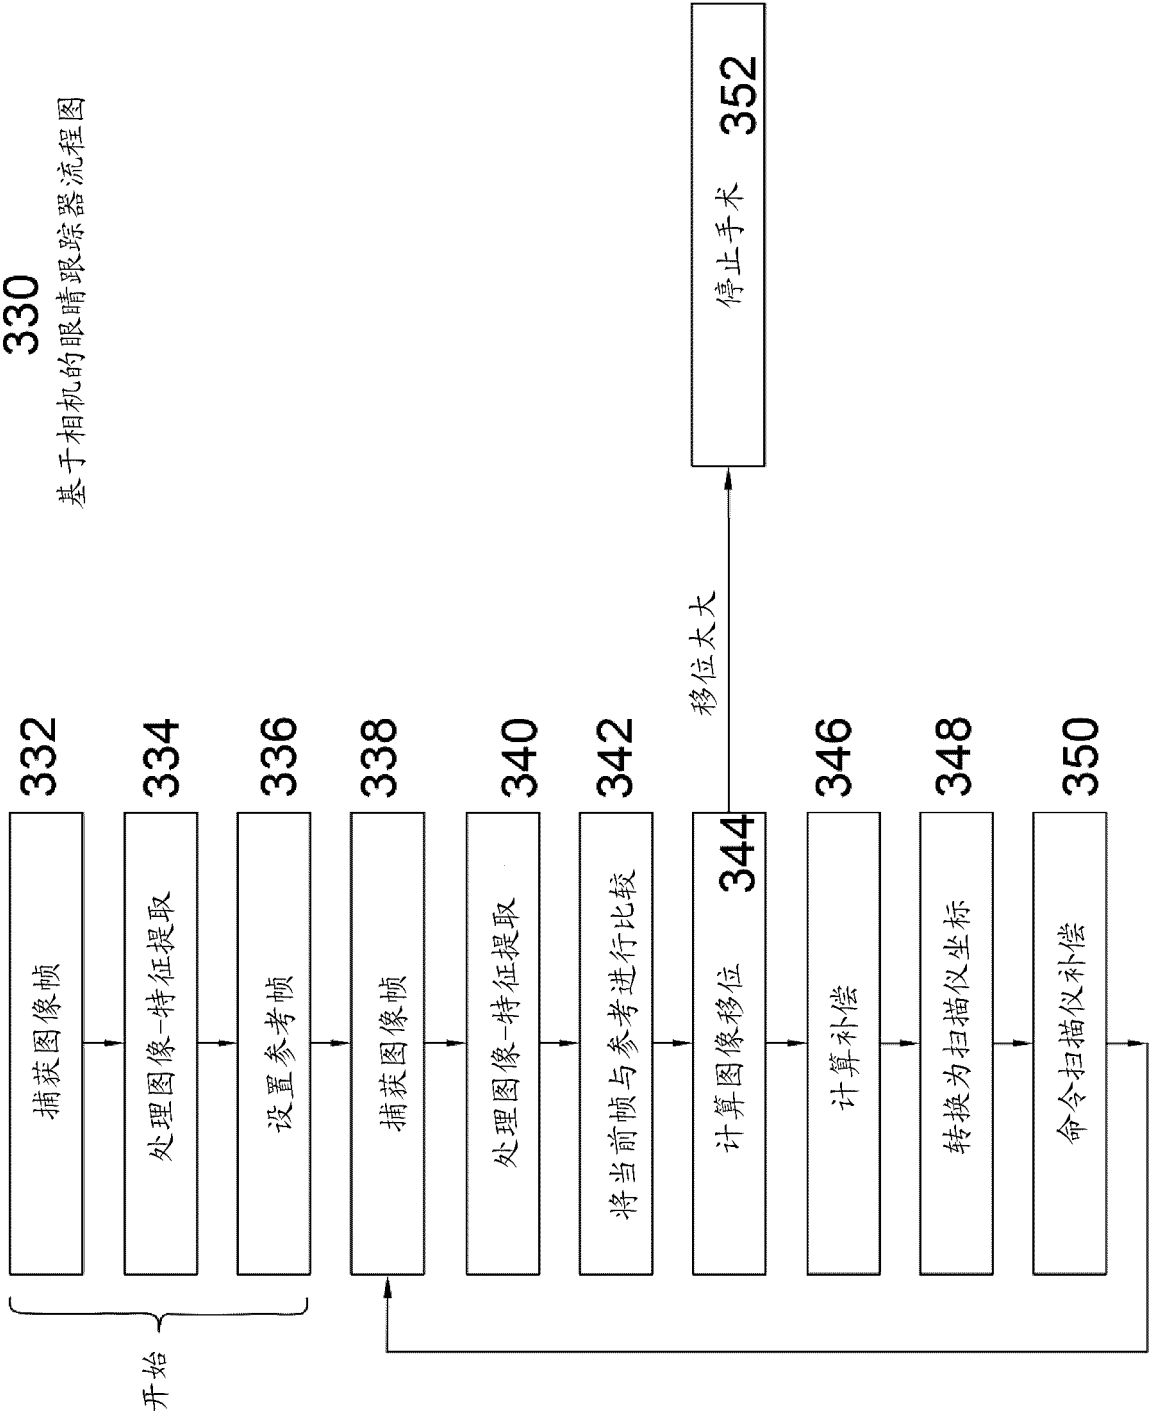 330
基于相机的眼睛跟踪器流程图
开始
捕获图像帧
332
处理图像-特征提取
334
设置参考帧
336
捕获图像帧
338
处理图像-特征提取
340
将当前帧与参考进行比较
342
计算图像移位
344
移位太大
停止手术
352
计算补偿
346
转换为扫描仪坐标
348
命令扫描仪补偿
350